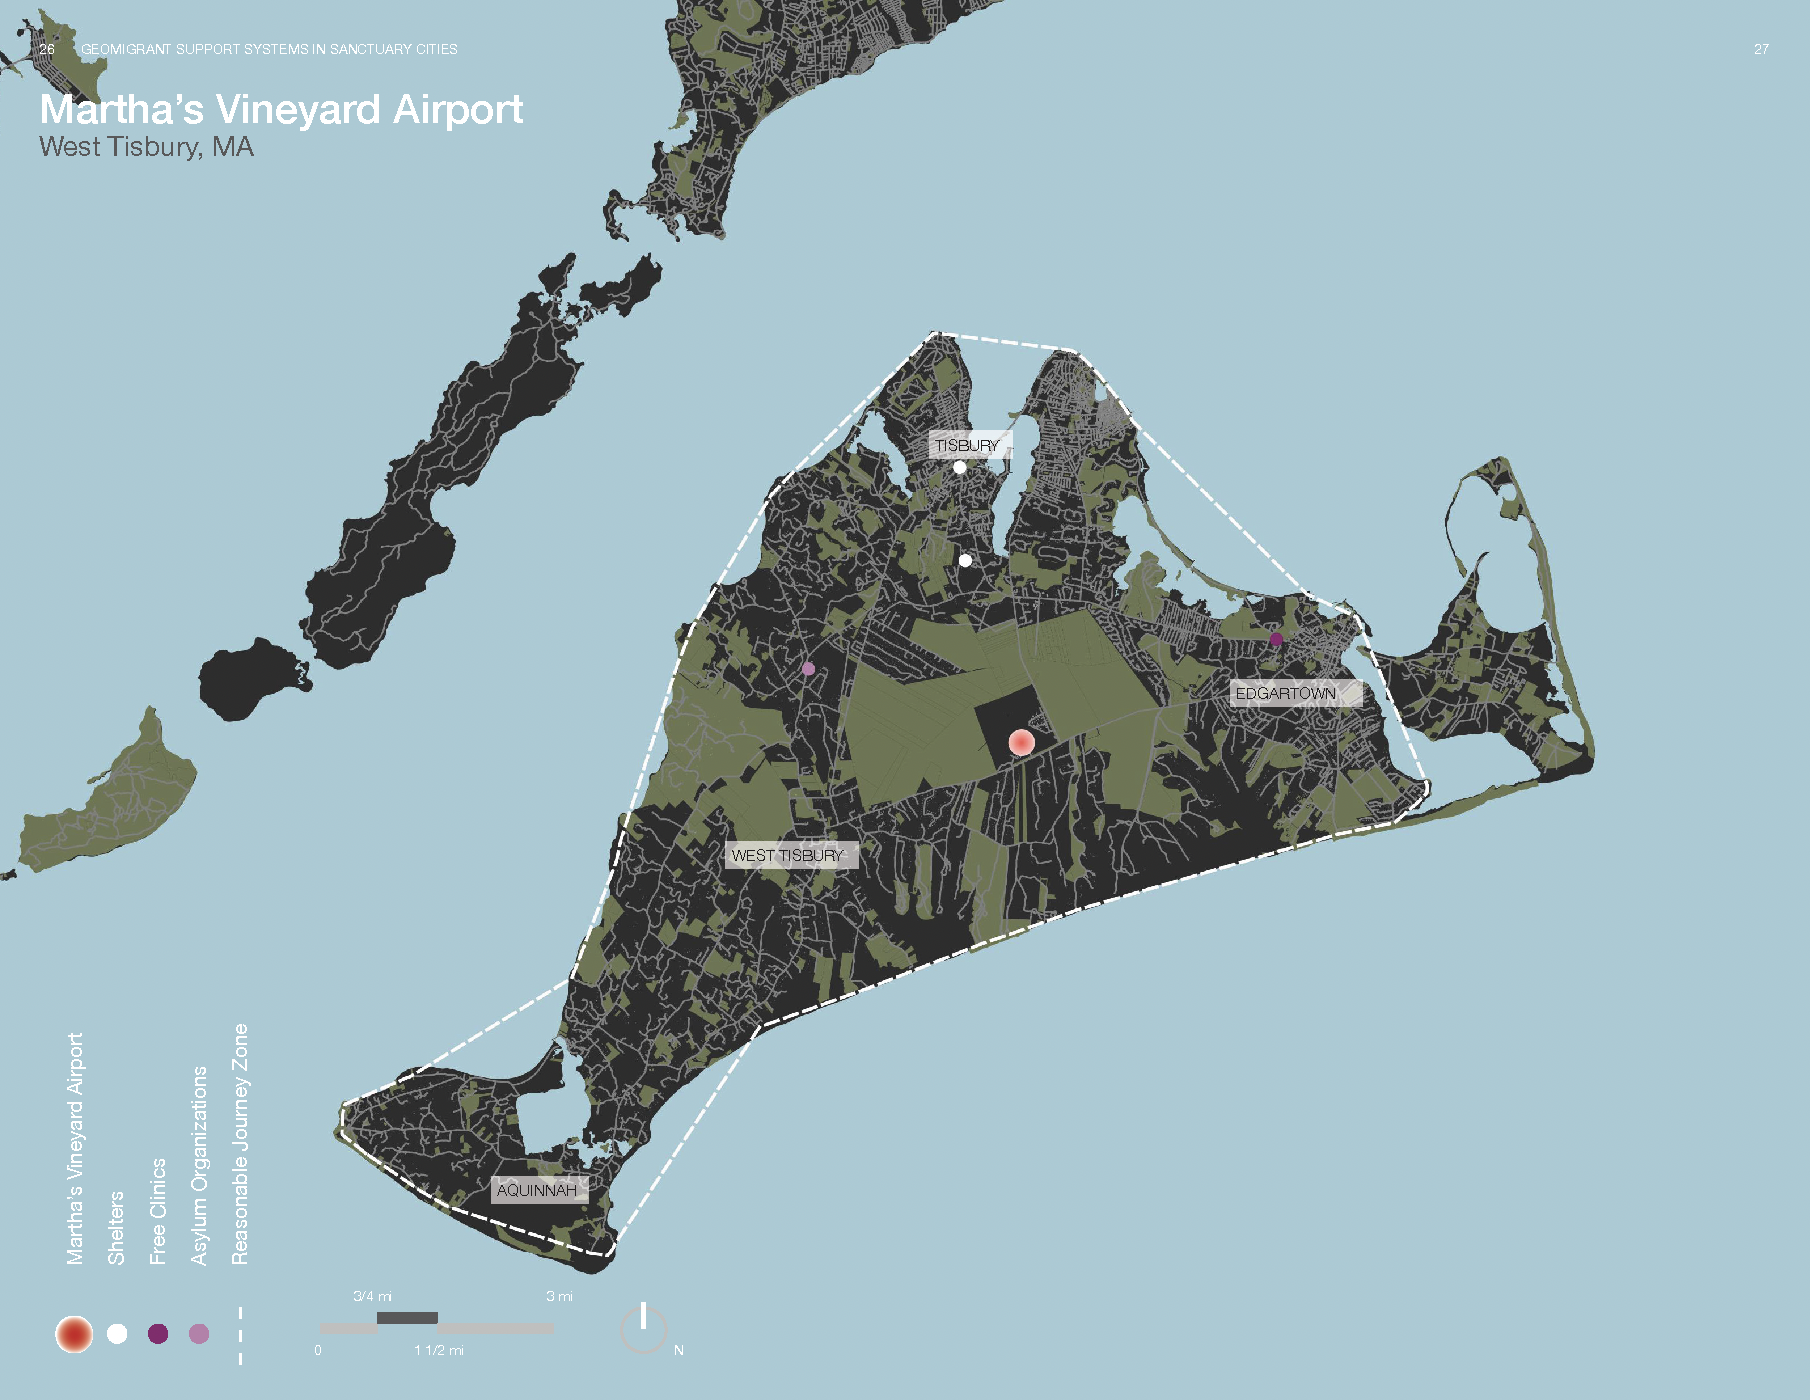 26 GEOMIGRANT SUPPORT SYSTEMS IN SANCTUARY CITIES
27
Martha's Vineyard Airport
West Tisbury, MA
TISBURY
EDGARTOWN
WEST TISBURY
AQUINNAH
Martha's Vineyard Airport
Shelters
Free Clinics
Asylum Organizations
Reasonable Journey Zone
3/4 mi 3 mi
0 1 1/2 mi
N